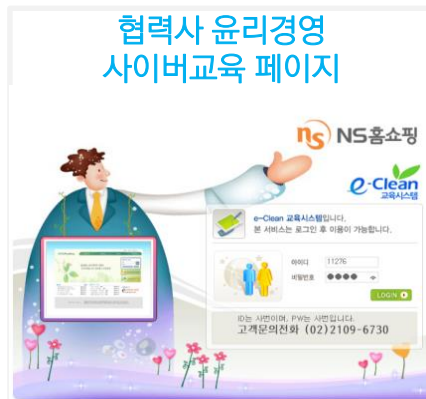 협력사 윤리경영
사이버교육 페이지
ns NS홈쇼핑
e-Clean
교육시스템
e-Clean 교육시스템입니다.
본 서비스는 로그인 후 이용이 가능합니다.
아이디 11276
비밀번호 ●●●●
LOGIN
ID는 사번이며, PW는 사번입니다.
고객문의전화 (02)2109-6730